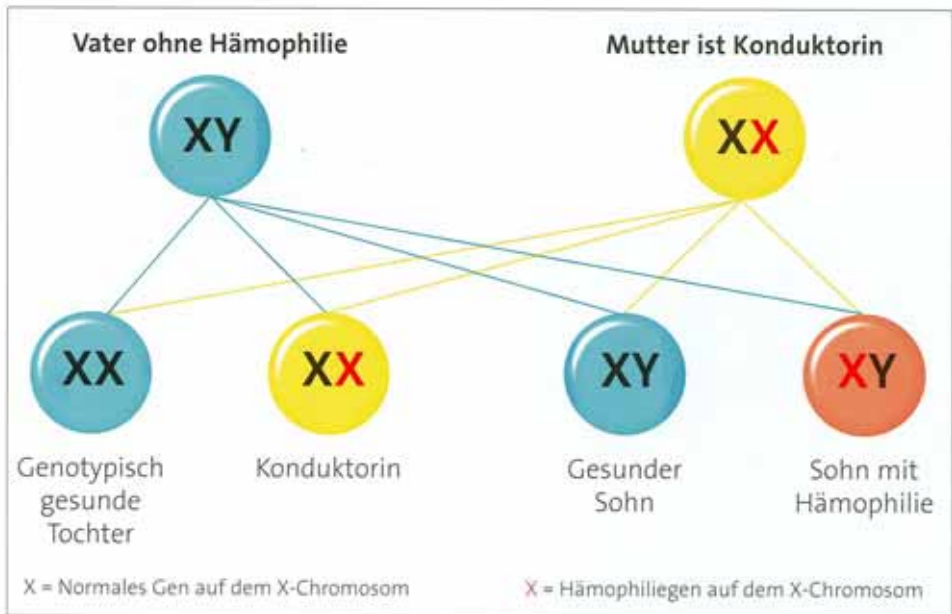 Vater ohne Hämophilie
Mutter ist Konduktorin
XY
XX
XX
XX
XY
XY
Genotypisch
gesunde
Tochter
Konduktorin
Gesunder
Sohn
Sohn mit
Hämophilie
X = Normales Gen auf dem X-Chromosom
X = Hämophiliegen auf dem X-Chromosom